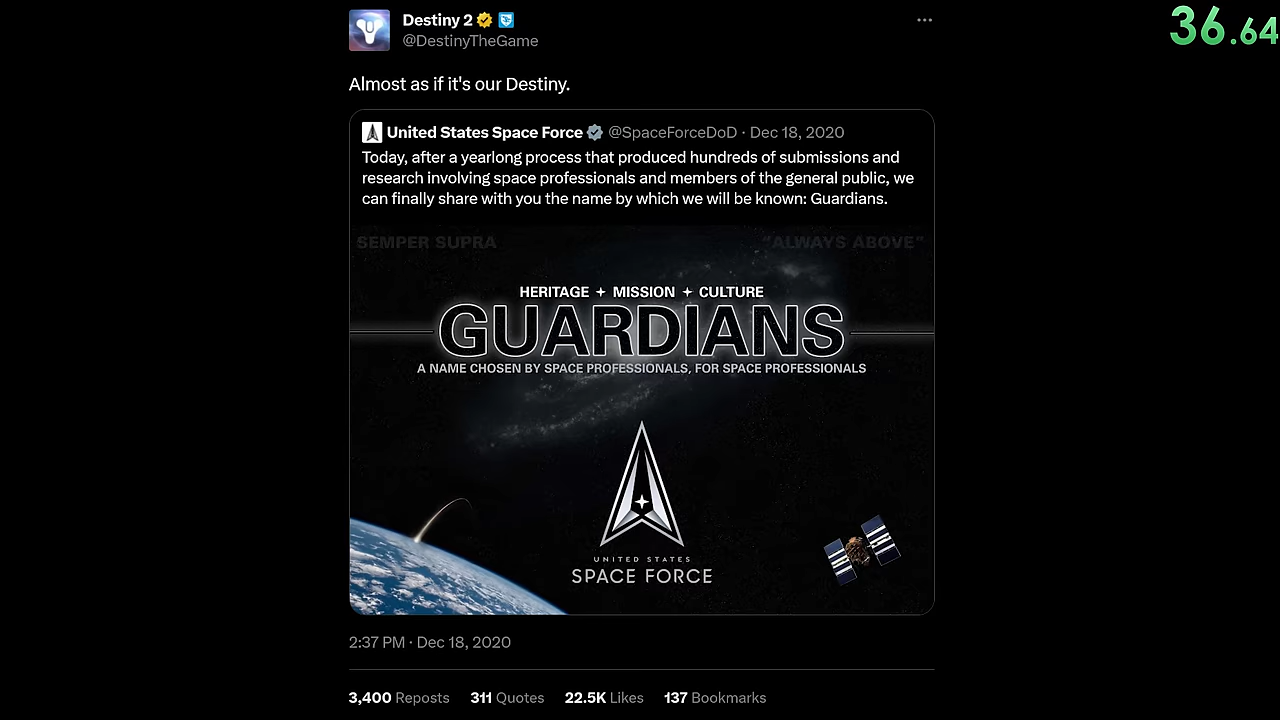 36.64
Destiny 2
@DestinyTheGame
Almost as if it's our Destiny.
United States Space Force @SpaceForceDoD · Dec 18, 2020
Today, after a yearlong process that produced hundreds of submissions and
research involving space professionals and members of the general public, we
can finally share with you the name by which we will be known: Guardians.
SEMPER SUPRA "ALWAYS ABOVE"
HERITAGE + MISSION + CULTURE
GUARDIANS
A NAME CHOSEN BY SPACE PROFESSIONALS, FOR SPACE PROFESSIONALS
UNITED STATES
SPACE FORCE
2:37 PM · Dec 18, 2020
3,400 Reposts 311 Quotes 22.5K Likes 137 Bookmarks